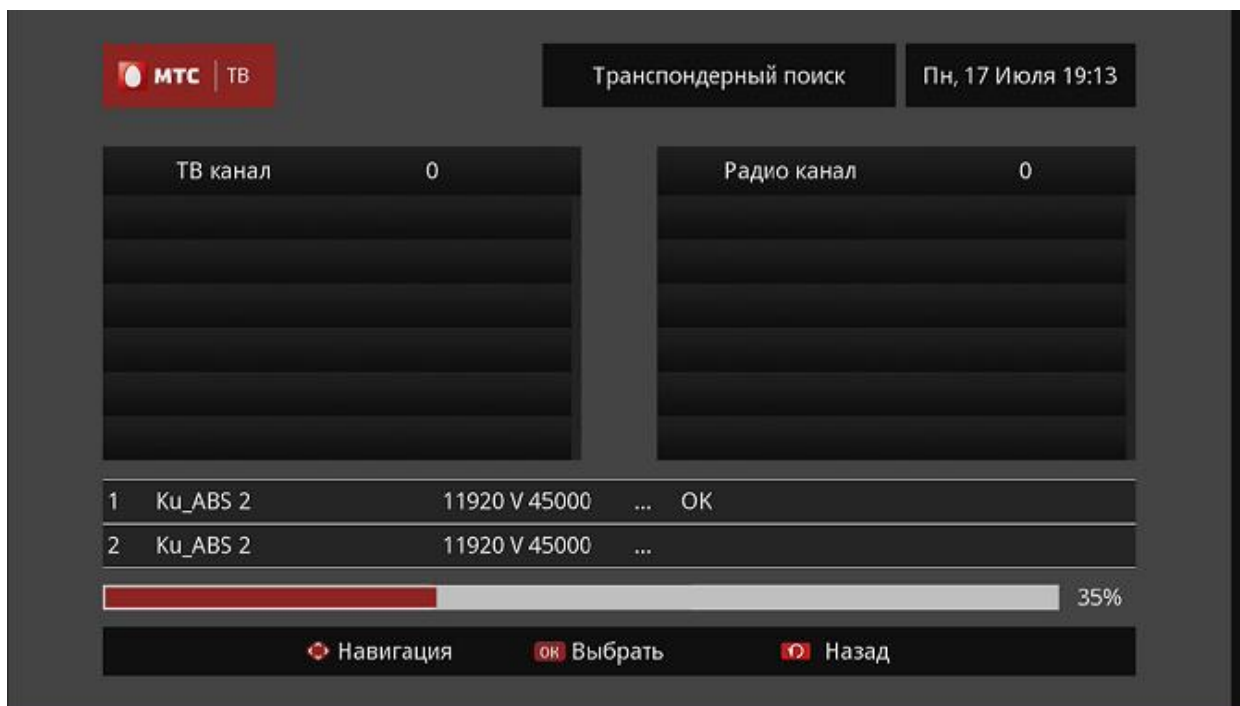 МТС ТВ
Транспондерный поиск
Пн, 17 Июля 19:13
ТВ канал 0
Радио канал 0
1 Ku_ABS 2 11920 V 45000 ... OK
2 Ku_ABS 2 11920 V 45000 ...
35%
Навигация OK Выбрать Назад